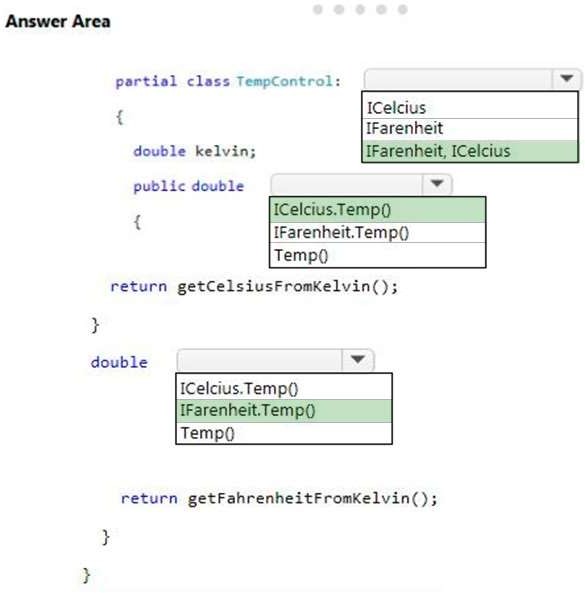 Answer Area
partial class TempControl:
ICelcius
IFarenheit
IFarenheit, ICelcius
{
double kelvin;
public double
ICelcius.Temp()
IFarenheit.Temp()
Temp()
{
return getCelsiusFromKelvin();
}
double
ICelcius.Temp()
IFarenheit.Temp()
Temp()
return getFahrenheitFromKelvin();
}
}